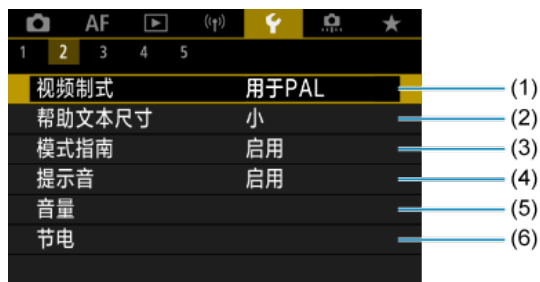 AF
1 2 3 4 5
视频制式 用于PAL (1)
帮助文本尺寸 小 (2)
模式指南 启用 (3)
提示音 启用 (4)
音量 (5)
节电 (6)